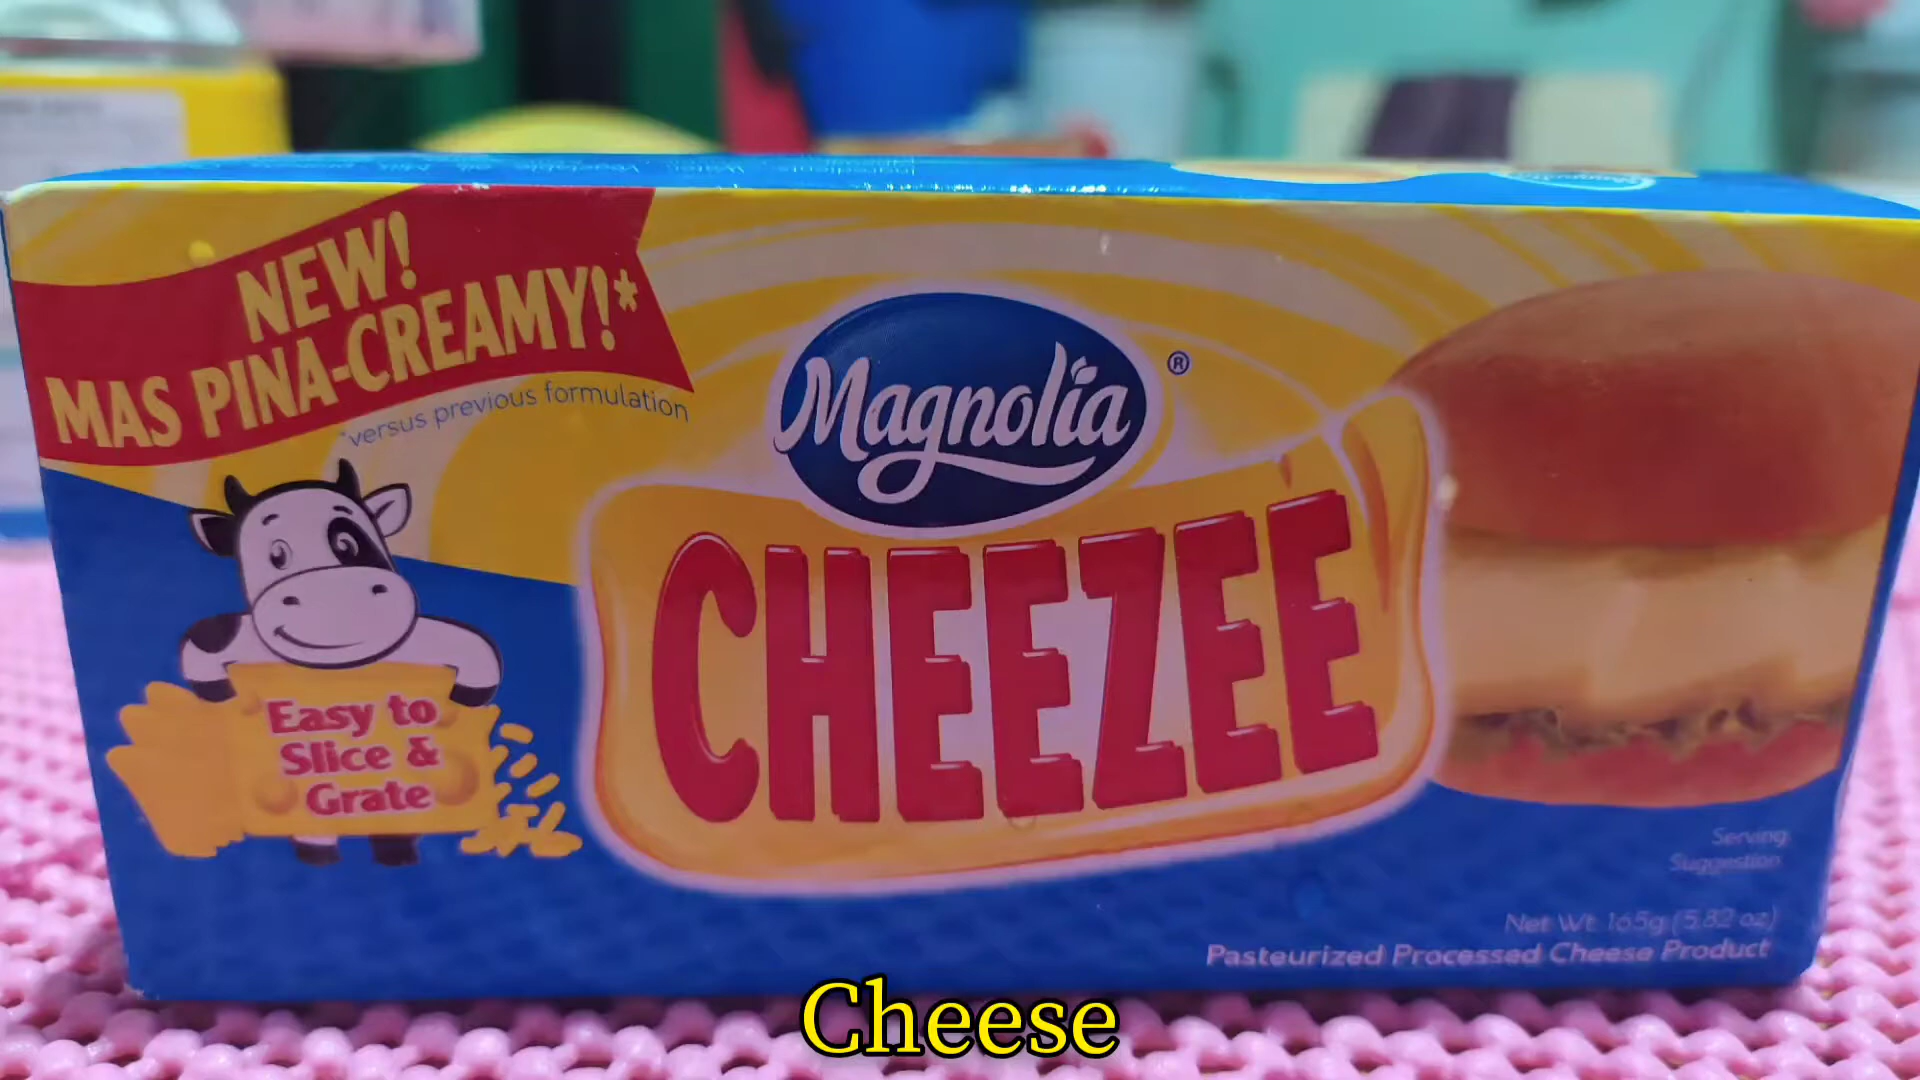 NEW!
MAS PINA-CREAMY!*
*versus previous formulation
Magnolia ®
CHEEZEE
Easy to
Slice &
Grate
Serving
Suggestion
Net Wt. 165g (5.82 oz)
Pasteurized Processed Cheese Product
Cheese